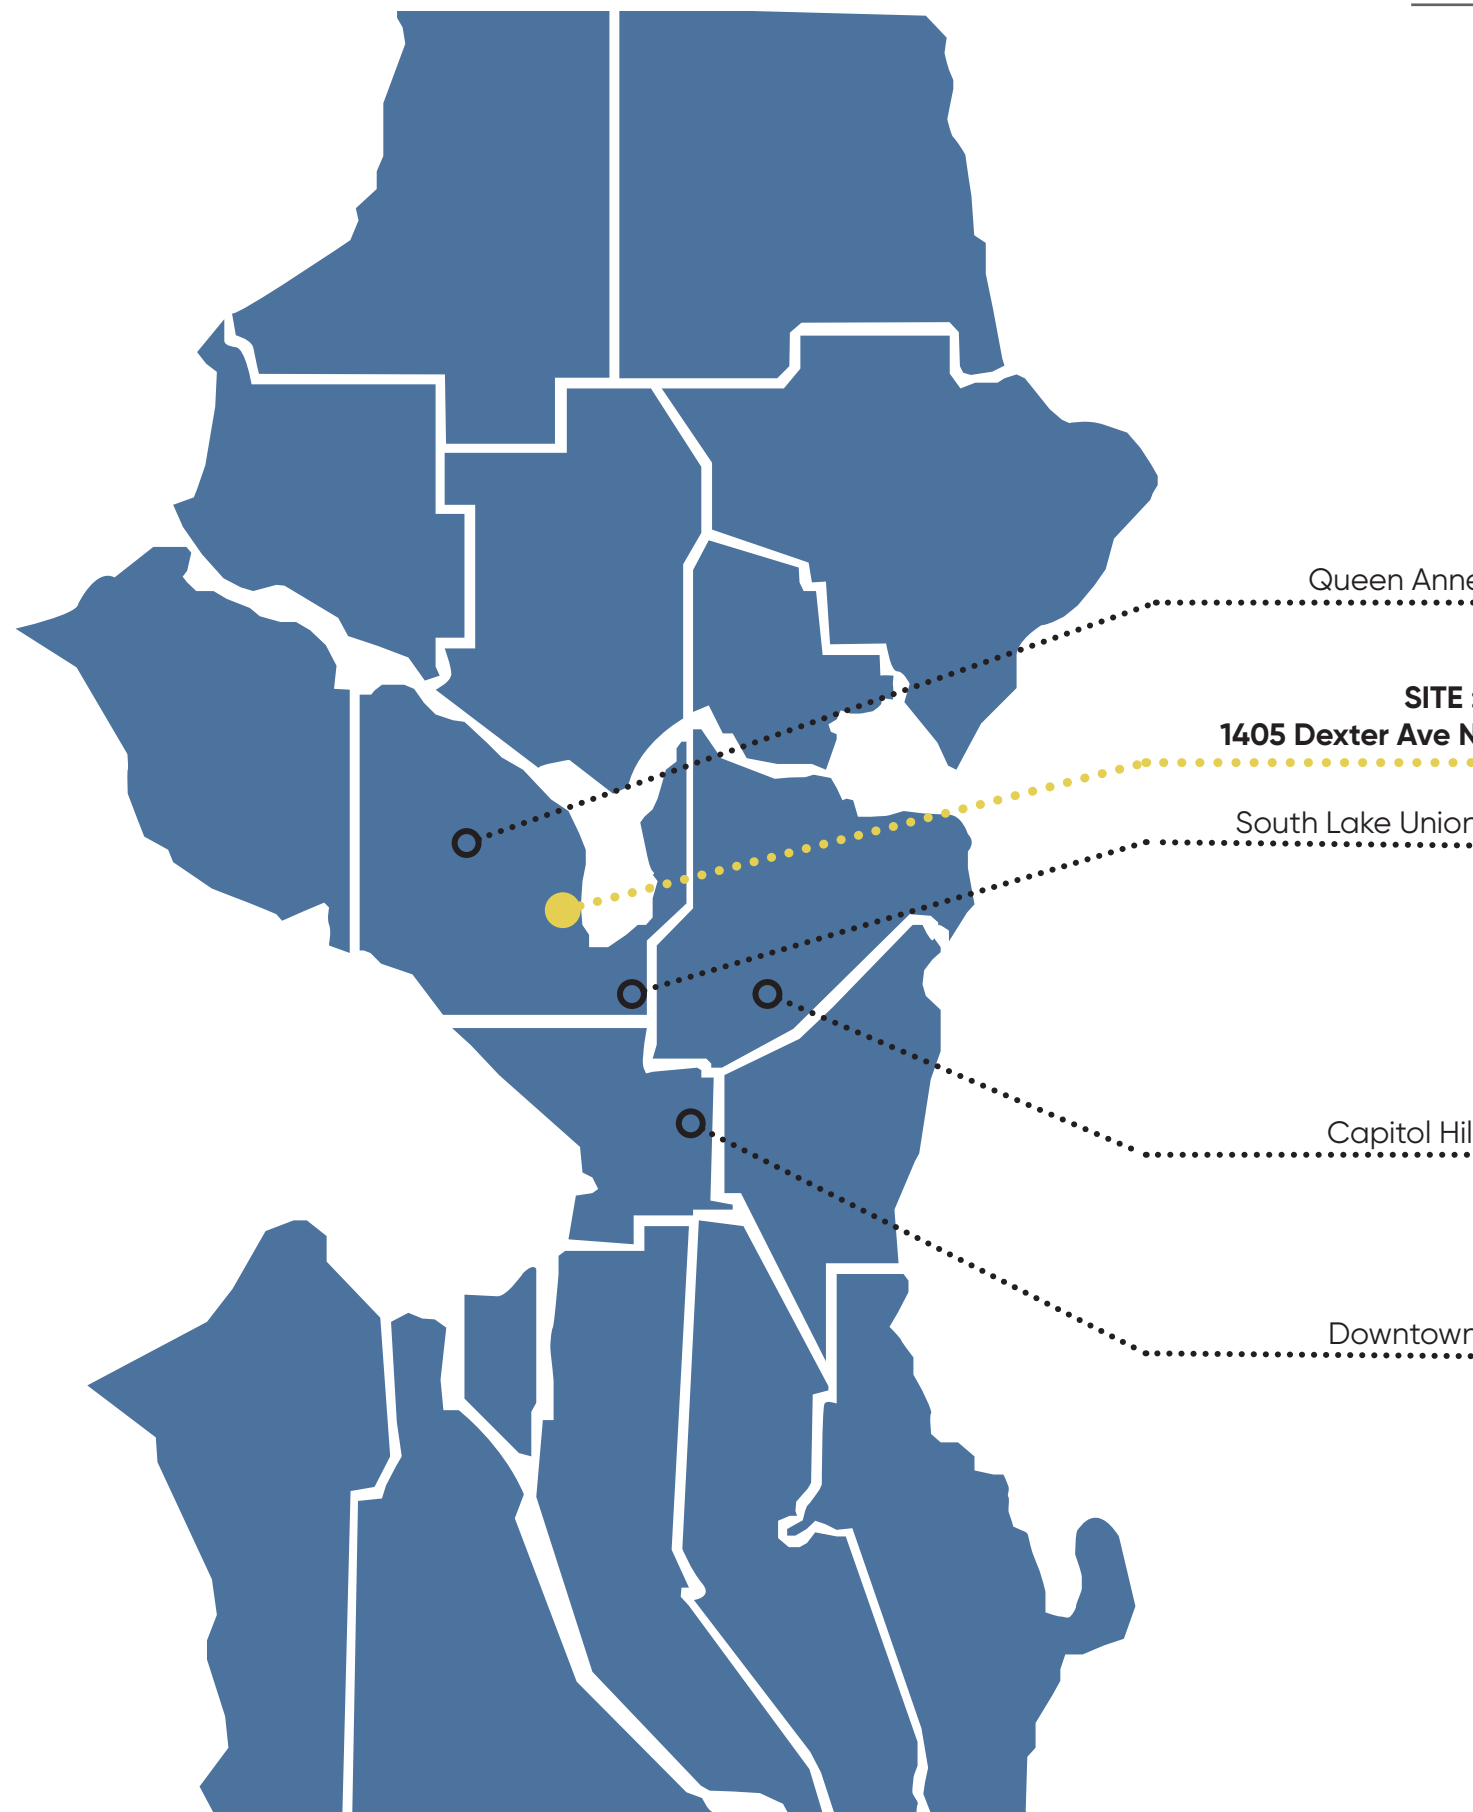 Queen Anne
SITE :
1405 Dexter Ave N
South Lake Union
Capitol Hil
Downtown